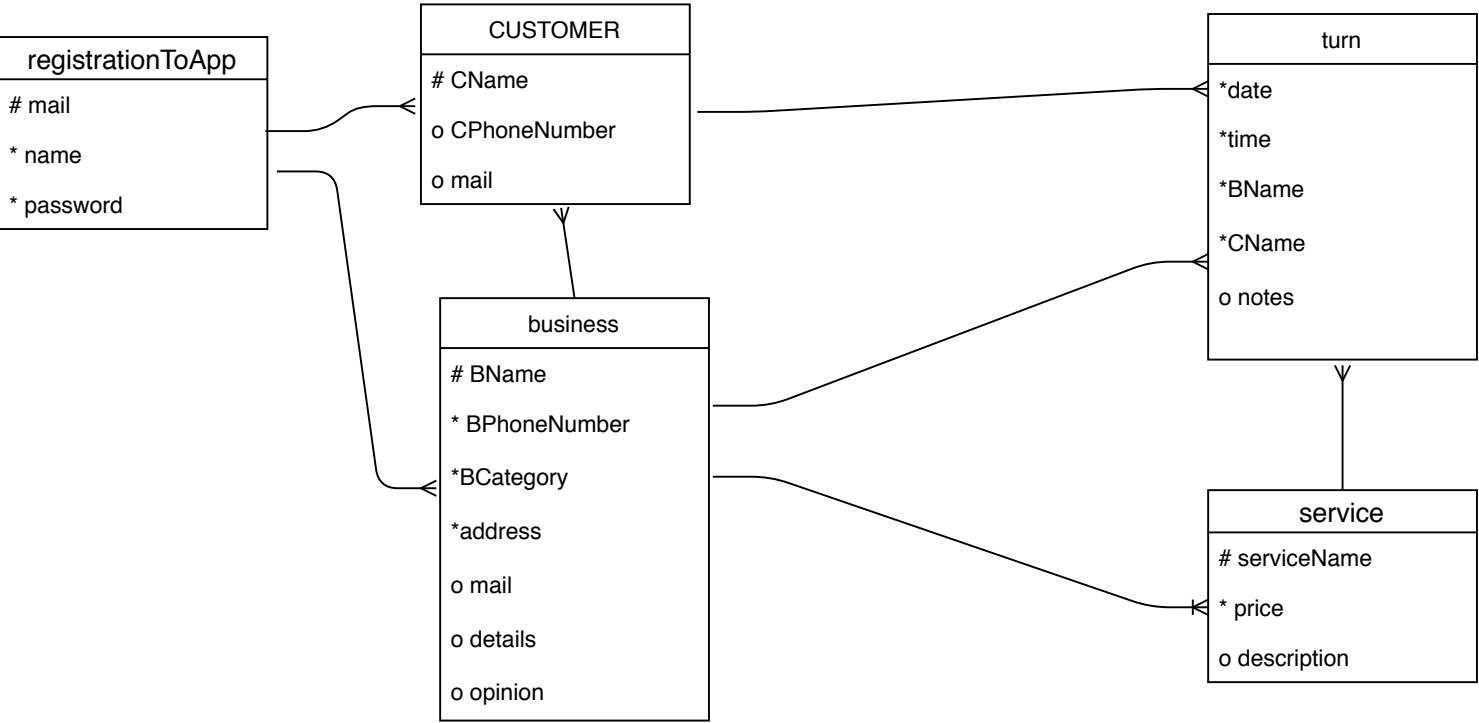 registrationToApp
# mail
* name
* password
CUSTOMER
# CName
o CPhoneNumber
o mail
business
# BName
* BPhoneNumber
*BCategory
*address
o mail
o details
o opinion
turn
*date
*time
*BName
*CName
o notes
service
# serviceName
* price
o description